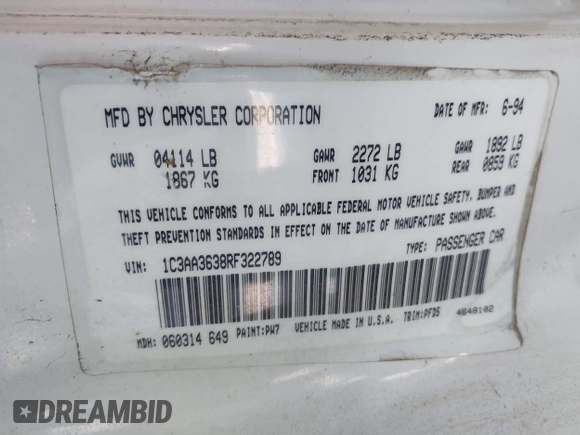 MFD BY CHRYSLER CORPORATION DATE OF MFR: 6-94
GVWR 04114 LB GAWR 2272 LB GAWR 1892 LB
1867 KG FRONT 1031 KG REAR 0859 KG
THIS VEHICLE CONFORMS TO ALL APPLICABLE FEDERAL MOTOR VEHICLE SAFETY, BUMPER AND
THEFT PREVENTION STANDARDS IN EFFECT ON THE DATE OF MANUFACTURE SHOWN ABOVE.
VIN: 1C3AA3638RF322789 TYPE: PASSENGER CAR
MDH: 060314 649 PAINT:PW7 VEHICLE MADE IN U.S.A. TRIM:PFD5 4648102
DREAMBID